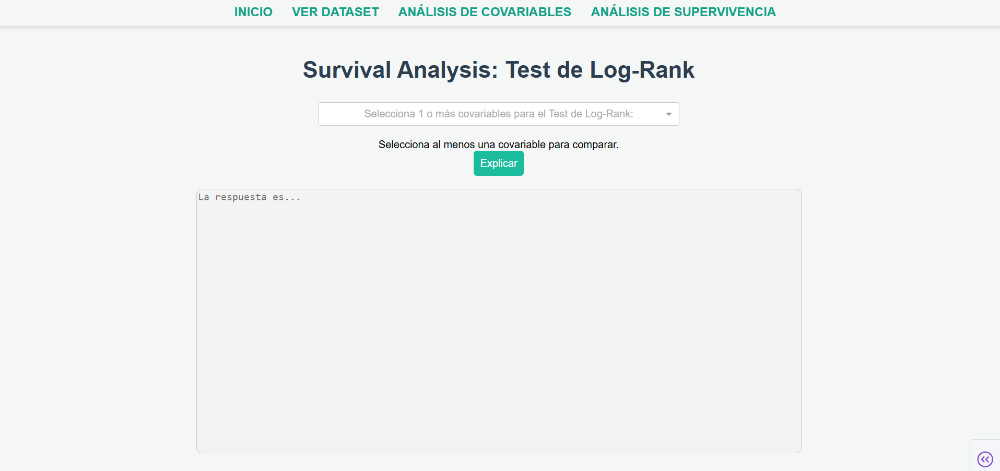 INICIO VER DATASET ANÁLISIS DE COVARIABLES ANÁLISIS DE SUPERVIVENCIA
Survival Analysis: Test de Log-Rank
Selecciona 1 o más covariables para el Test de Log-Rank:
Selecciona al menos una covariable para comparar.
Explicar
La respuesta es...